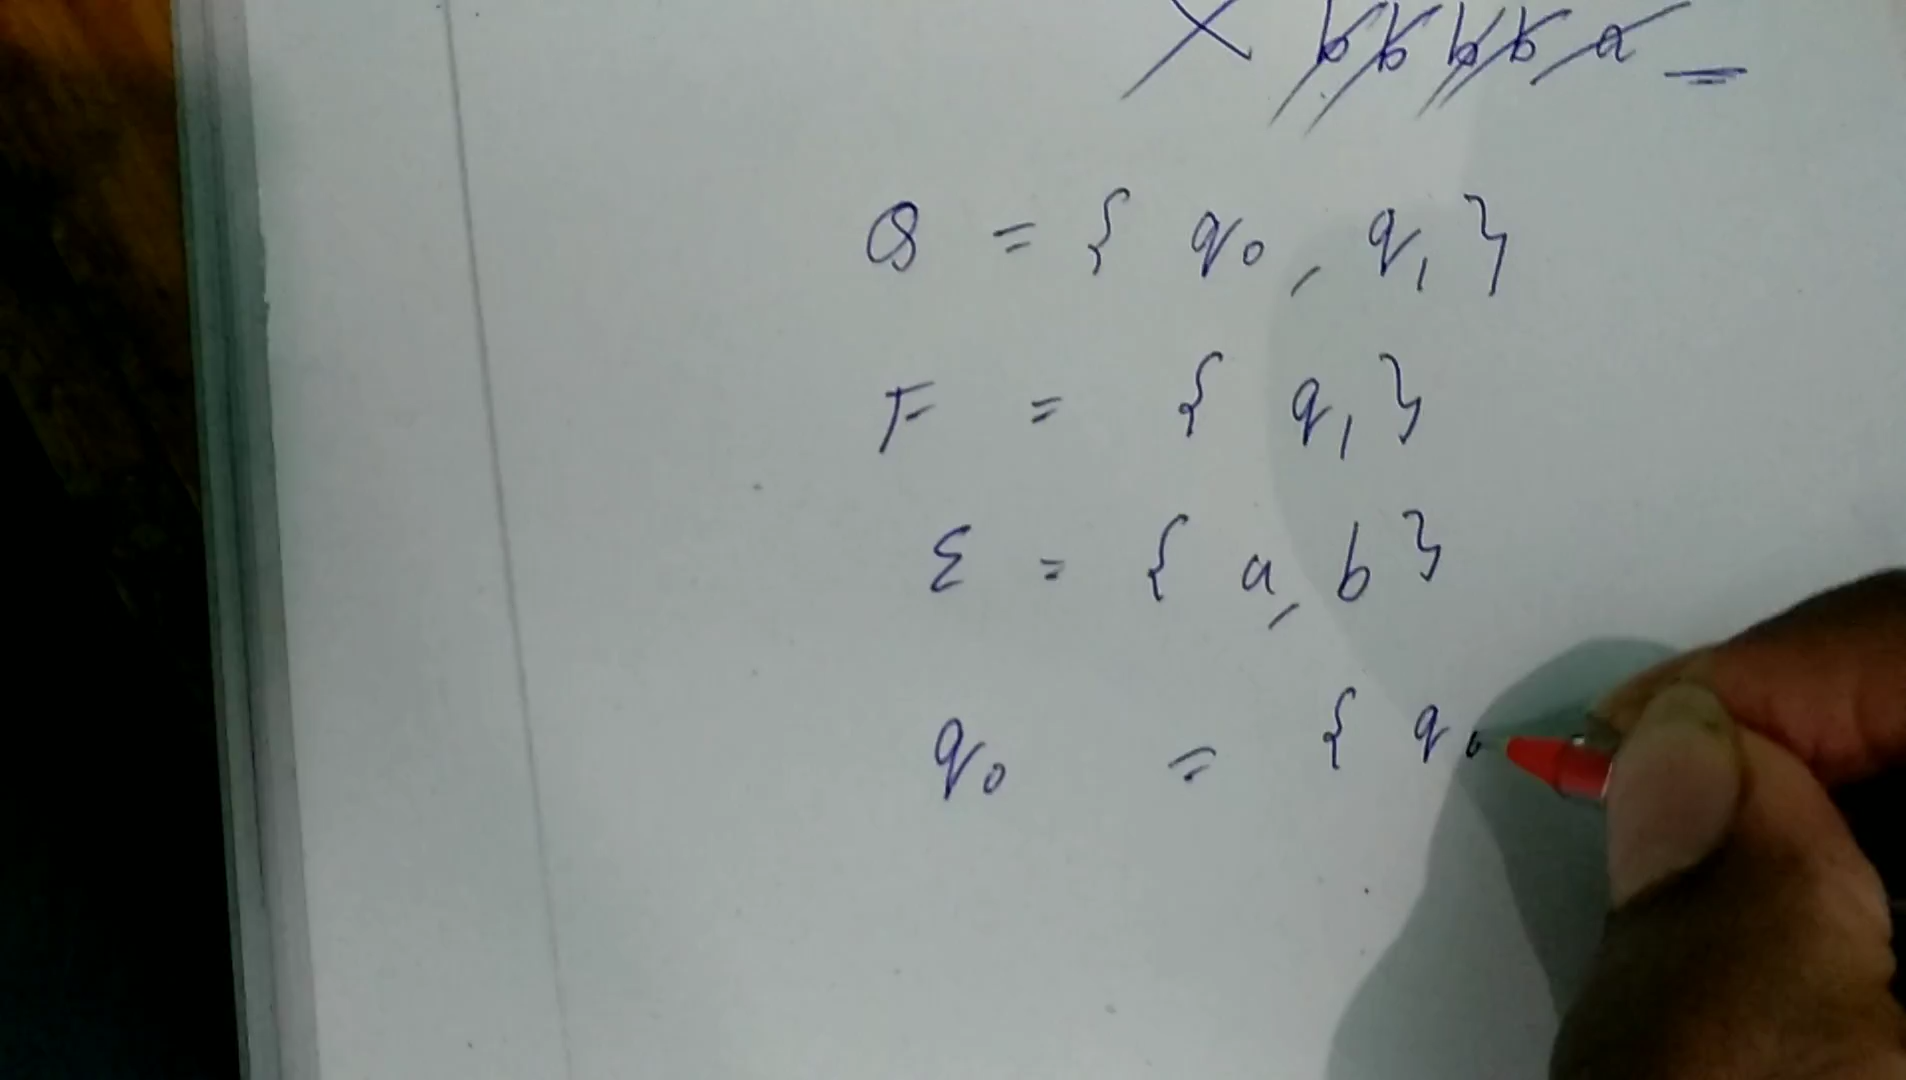 X b b b b a
Q = { q₀, q₁ }
F = { q₁ }
Σ = { a, b }
q₀ = { q₀